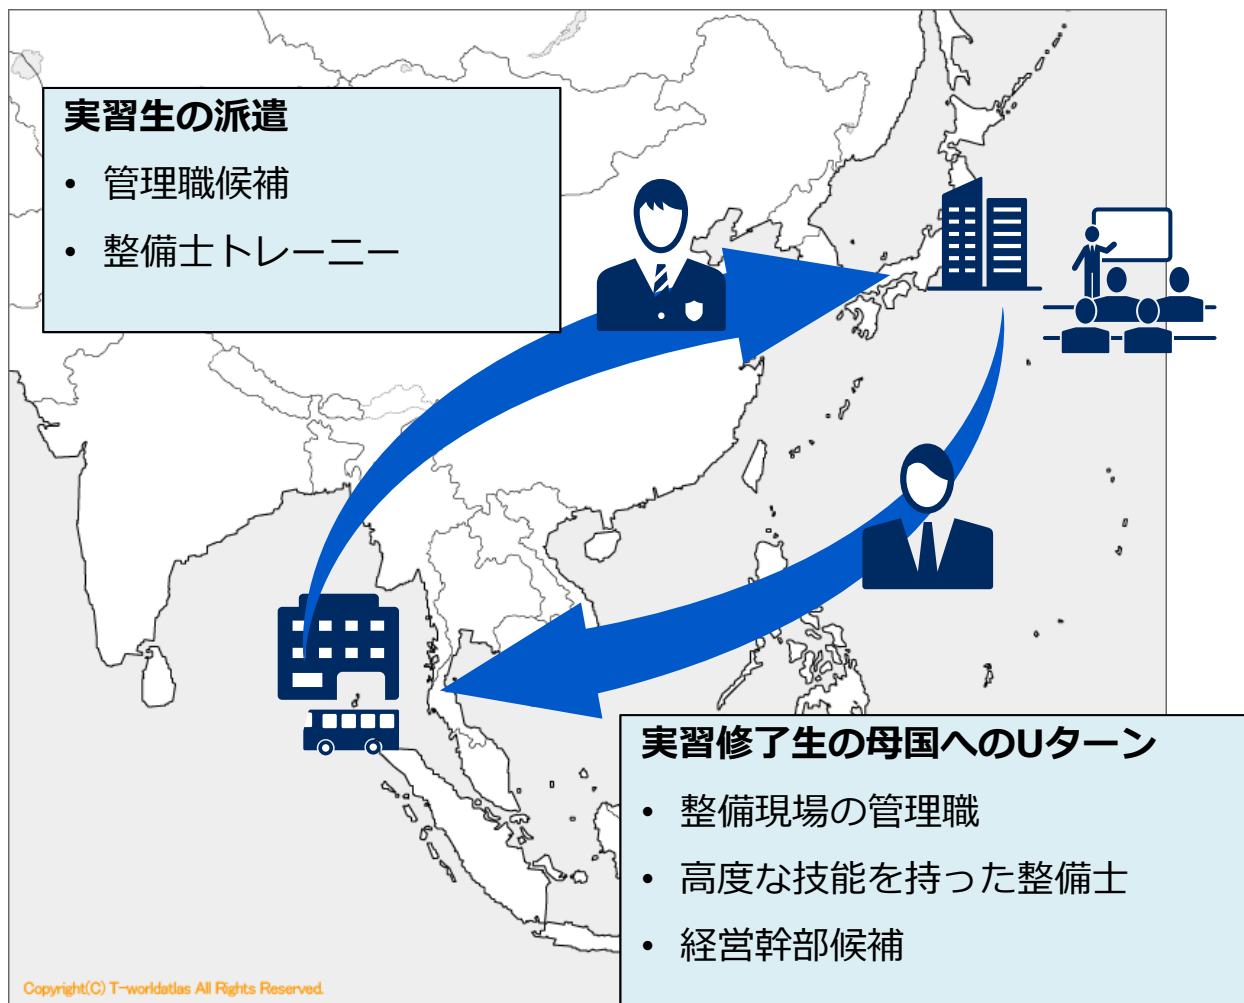 実習生の派遣
• 管理職候補
• 整備士トレーニー
実習修了生の母国へのUターン
• 整備現場の管理職
• 高度な技能を持った整備士
• 経営幹部候補
Copyright(C) T-worldatlas All Rights Reserved.